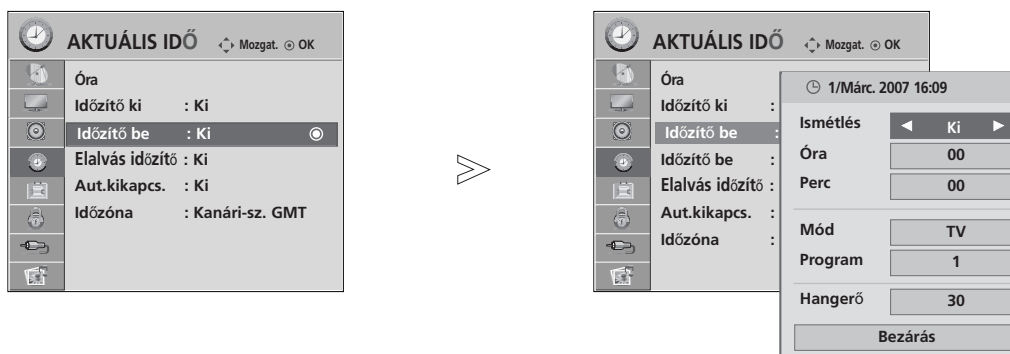 AKTUÁLIS IDŐ Mozgat. OK
Óra
Időzítő ki : Ki
Időzítő be : Ki
Elalvás időzítő : Ki
Aut.kikapcs. : Ki
Időzóna : Kanári-sz. GMT
>
AKTUÁLIS IDŐ Mozgat. OK
Óra
Időzítő ki :
Időzítő be :
Időzítő be :
Elalvás időzítő :
Aut.kikapcs. :
Időzóna :
1/Márc. 2007 16:09
Ismétlés ◄ Ki ►
Óra 00
Perc 00
Mód TV
Program 1
Hangerő 30
Bezárás